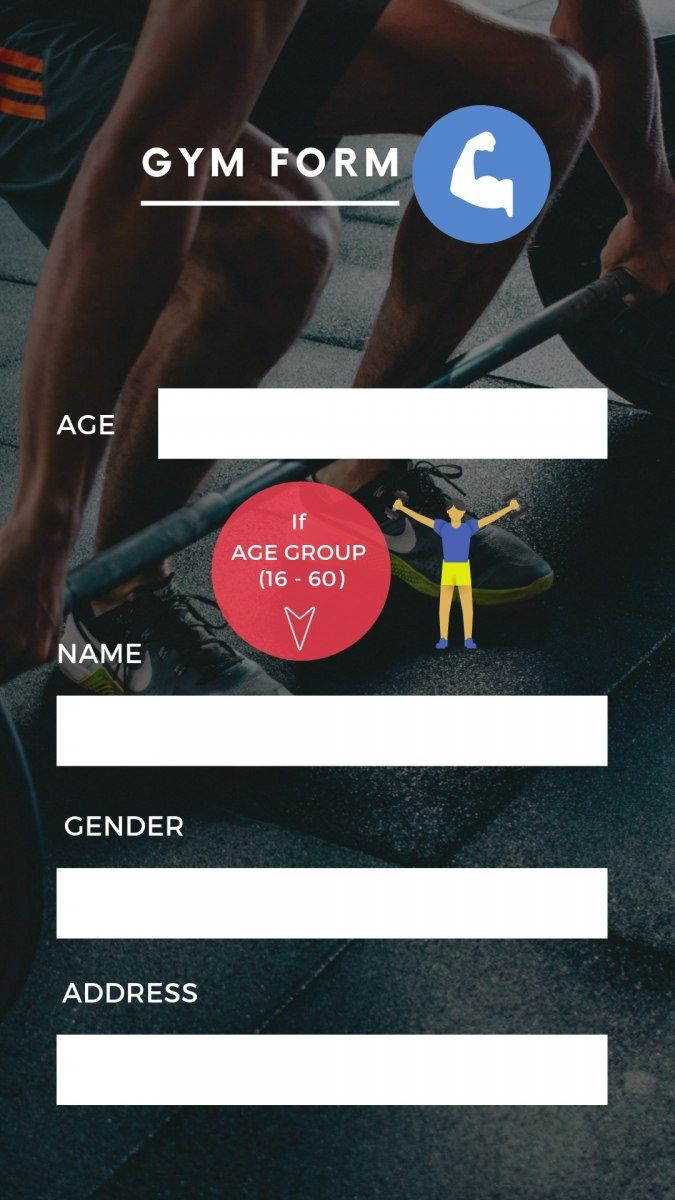 GYM FORM
AGE
If
AGE GROUP
(16 - 60)
NAME
GENDER
ADDRESS